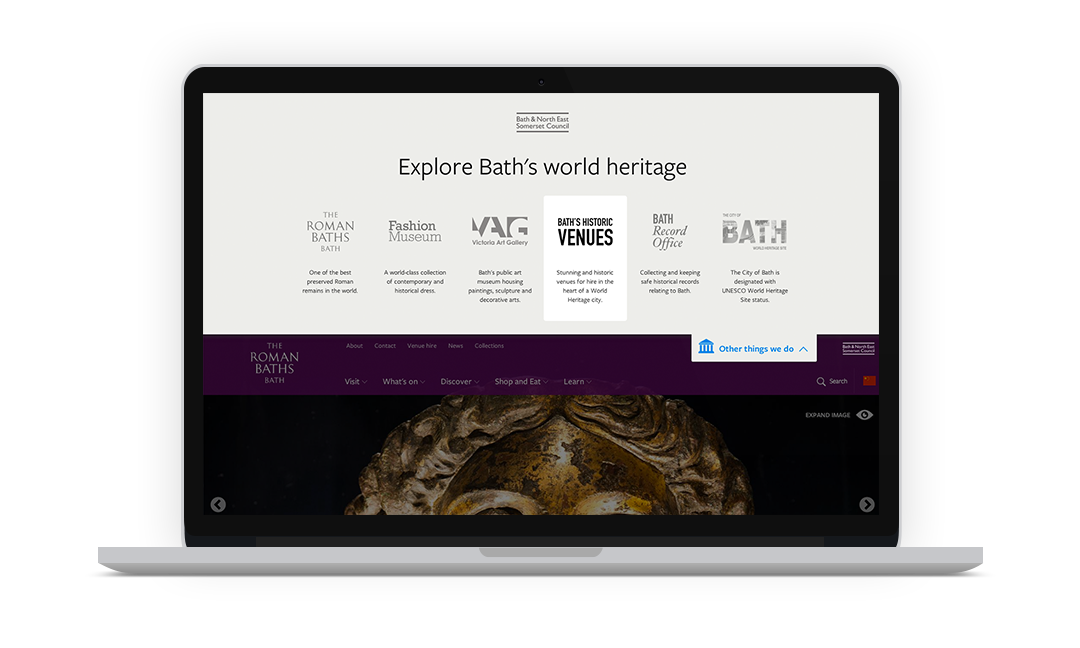 Bath & North East
Somerset Council
Explore Bath's world heritage
THE
ROMAN
BATHS
BATH
One of the best
preserved Roman
remains in the world.
Fashion
Museum
A world-class collection
of contemporary and
historical dress.
VAG
Victoria Art Gallery
Bath's public art
museum housing
paintings, sculpture and
decorative arts.
BATH'S HISTORIC
VENUES
Stunning and historic
venues for hire in the
heart of a World
Heritage city.
BATH
Record
Office
Collecting and keeping
safe historical records
relating to Bath.
THE CITY OF
BATH
WORLD HERITAGE SITE
The City of Bath is
designated with
UNESCO World Heritage
Site status.
THE
ROMAN
BATHS
BATH
About Contact Venue hire News Collections
Other things we do
Bath & North East
Somerset Council
Visit What's on Discover Shop and Eat Learn
Search
EXPAND IMAGE